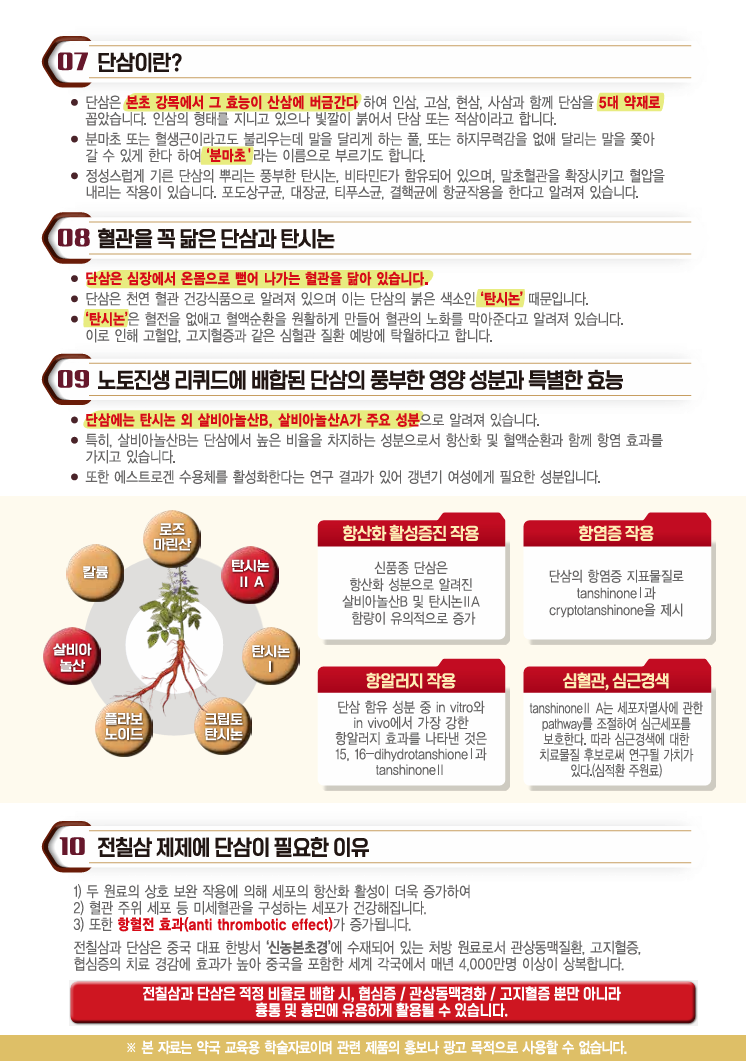 07 단삼이란?
● 단삼은 본초 강목에서 그 효능이 산삼에 버금간다 하여 인삼, 고삼, 현삼, 사삼과 함께 단삼을 5대 약재로
꼽았습니다. 인삼의 형태를 지니고 있으나 빛깔이 붉어서 단삼 또는 적삼이라고 합니다.
● 분마초 또는 혈생근이라고도 불리우는데 말을 달리게 하는 풀, 또는 하지무력감을 없애 달리는 말을 쫓아
갈 수 있게 한다 하여 ‘분마초’라는 이름으로 부르기도 합니다.
● 정성스럽게 기른 단삼의 뿌리는 풍부한 탄시논, 비타민E가 함유되어 있으며, 말초혈관을 확장시키고 혈압을
내리는 작용이 있습니다. 포도상구균, 대장균, 티푸스균, 결핵균에 항균작용을 한다고 알려져 있습니다.
08 혈관을 꼭 닮은 단삼과 탄시논
● 단삼은 심장에서 온몸으로 뻗어 나가는 혈관을 닮아 있습니다.
● 단삼은 천연 혈관 건강식품으로 알려져 있으며 이는 단삼의 붉은 색소인 ‘탄시논’ 때문입니다.
● ‘탄시논’은 혈전을 없애고 혈액순환을 원활하게 만들어 혈관의 노화를 막아준다고 알려져 있습니다.
이로 인해 고혈압, 고지혈증과 같은 심혈관 질환 예방에 탁월하다고 합니다.
09 노토진생 리퀴드에 배합된 단삼의 풍부한 영양 성분과 특별한 효능
● 단삼에는 탄시논 외 살비아놀산B, 살비아놀산A가 주요 성분으로 알려져 있습니다.
● 특히, 살비아놀산B는 단삼에서 높은 비율을 차지하는 성분으로서 항산화 및 혈액순환과 함께 항염 효과를
가지고 있습니다.
● 또한 에스트로겐 수용체를 활성화한다는 연구 결과가 있어 갱년기 여성에게 필요한 성분입니다.
로즈
마린산
칼륨
탄시논
II A
살비아
놀산
탄시논
I
플라보
노이드
크립토
탄시논
항산화 활성증진 작용
신품종 단삼은
항산화 성분으로 알려진
살비아놀산B 및 탄시논IIA
함량이 유의적으로 증가
항염증 작용
단삼의 항염증 지표물질로
tanshinone I 과
cryptotanshinone을 제시
항알러지 작용
단삼 함유 성분 중 in vitro와
in vivo에서 가장 강한
항알러지 효과를 나타낸 것은
15, 16-dihydrotanshione I 과
tanshinone II
심혈관, 심근경색
tanshinone II A는 세포자멸사에 관한
pathway를 조절하여 심근세포를
보호한다. 따라 심근경색에 대한
치료물질 후보로써 연구될 가치가
있다.(심적환 주원료)
10 전칠삼 제제에 단삼이 필요한 이유
1) 두 원료의 상호 보완 작용에 의해 세포의 항산화 활성이 더욱 증가하여
2) 혈관 주위 세포 등 미세혈관을 구성하는 세포가 건강해집니다.
3) 또한 항혈전 효과(anti thrombotic effect)가 증가됩니다.
전칠삼과 단삼은 중국 대표 한방서 ‘신농본초경’에 수재되어 있는 처방 원료로서 관상동맥질환, 고지혈증,
협심증의 치료 경감에 효과가 높아 중국을 포함한 세계 각국에서 매년 4,000만명 이상이 상복합니다.
전칠삼과 단삼은 적정 비율로 배합 시, 협심증 / 관상동맥경화 / 고지혈증 뿐만 아니라
흉통 및 흉민에 유용하게 활용될 수 있습니다.
※ 본 자료는 약국 교육용 학술자료이며 관련 제품의 홍보나 광고 목적으로 사용할 수 없습니다.